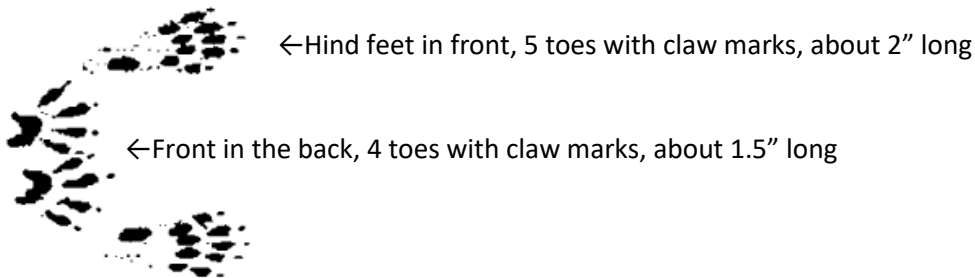 ←Hind feet in front, 5 toes with claw marks, about 2” long
←Front in the back, 4 toes with claw marks, about 1.5” long